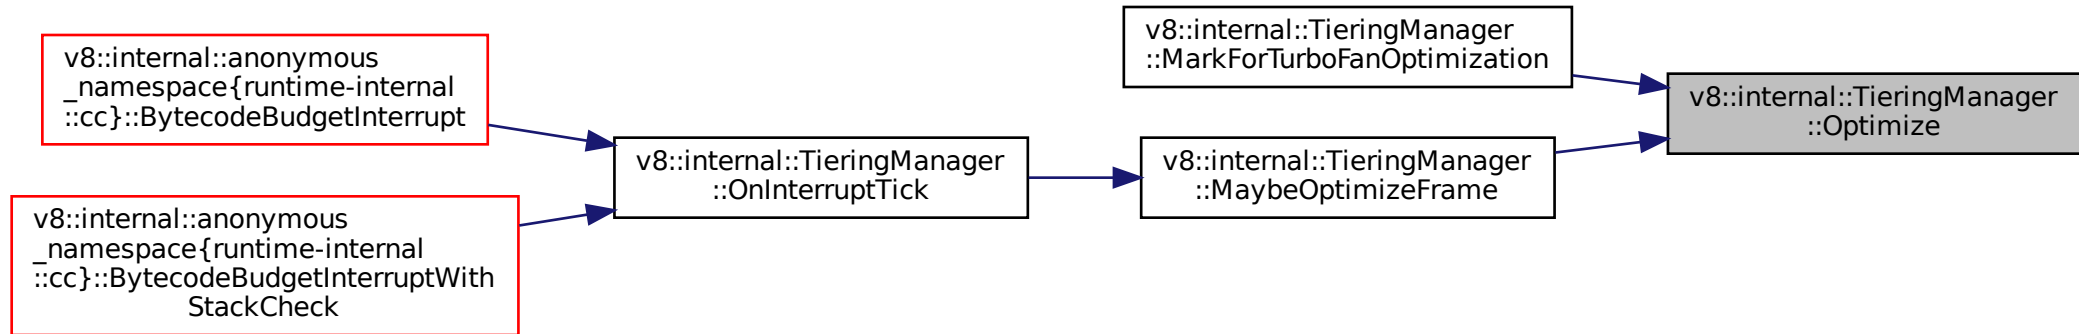 v8::internal::anonymous
_namespace{runtime-internal
::cc}::BytecodeBudgetInterrupt
v8::internal::anonymous
_namespace{runtime-internal
::cc}::BytecodeBudgetInterruptWith
StackCheck
v8::internal::TieringManager
::OnInterruptTick
v8::internal::TieringManager
::MarkForTurboFanOptimization
v8::internal::TieringManager
::MaybeOptimizeFrame
v8::internal::TieringManager
::Optimize